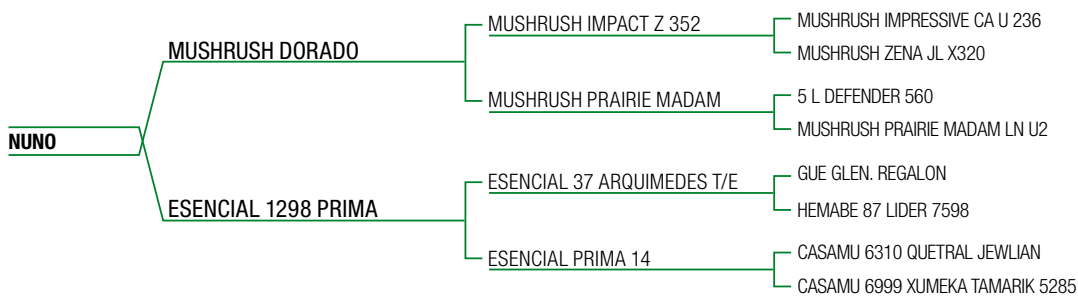 NUNO
MUSHRUSH DORADO
ESENCIAL 1298 PRIMA
MUSHRUSH IMPACT Z 352
MUSHRUSH PRAIRIE MADAM
ESENCIAL 37 ARQUIMEDES T/E
ESENCIAL PRIMA 14
MUSHRUSH IMPRESSIVE CA U 236
MUSHRUSH ZENA JL X320
5 L DEFENDER 560
MUSHRUSH PRAIRIE MADAM LN U2
GUE GLEN. REGALON
HEMABE 87 LIDER 7598
CASAMU 6310 QUETRAL JEWLIAN
CASAMU 6999 XUMEKA TAMARIK 5285